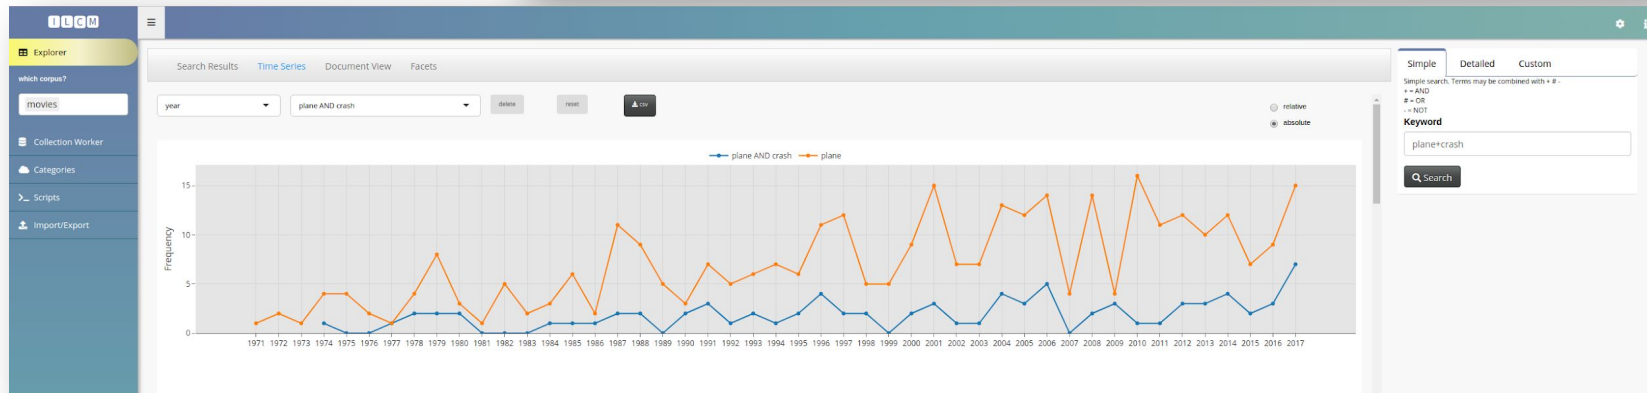 ILCM
Explorer
which corpus?
movies
Collection Worker
Categories
Scripts
Import/Export
Search Results Time Series Document View Facets
year plane AND crash delete reset csv
relative
absolute
plane AND crash plane
Frequency
15
10
5
0
1971 1972 1973 1974 1975 1976 1977 1978 1979 1980 1981 1982 1983 1984 1985 1986 1987 1988 1989 1990 1991 1992 1993 1994 1995 1996 1997 1998 1999 2000 2001 2002 2003 2004 2005 2006 2007 2008 2009 2010 2011 2012 2013 2014 2015 2016 2017
Simple Detailed Custom
Simple search. Terms may be combined with + # -
+ = AND
# = OR
- = NOT
Keyword
plane+crash
Search